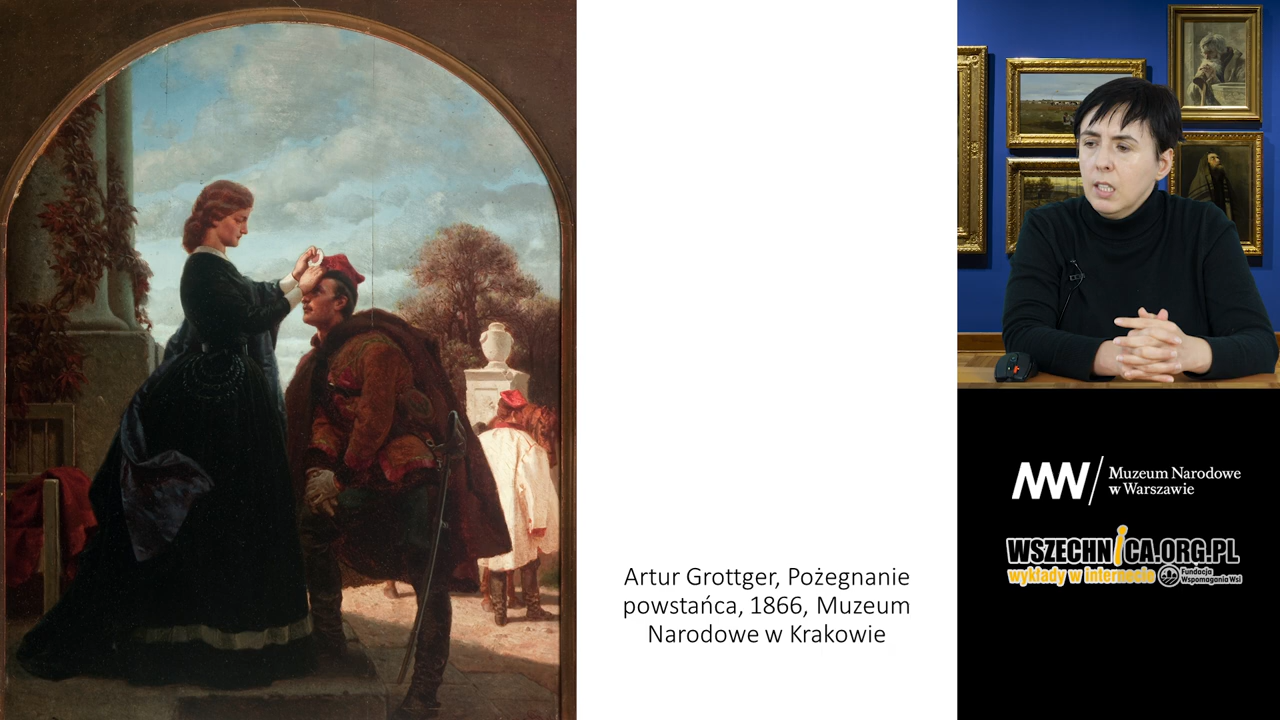 Artur Grottger, Pożegnanie
powstańca, 1866, Muzeum
Narodowe w Krakowie
MW/ Muzeum Narodowe
w Warszawie
WSZECHNICA.ORG.PL
wykłady w internecie Fundacja
Wspomagania Wsi